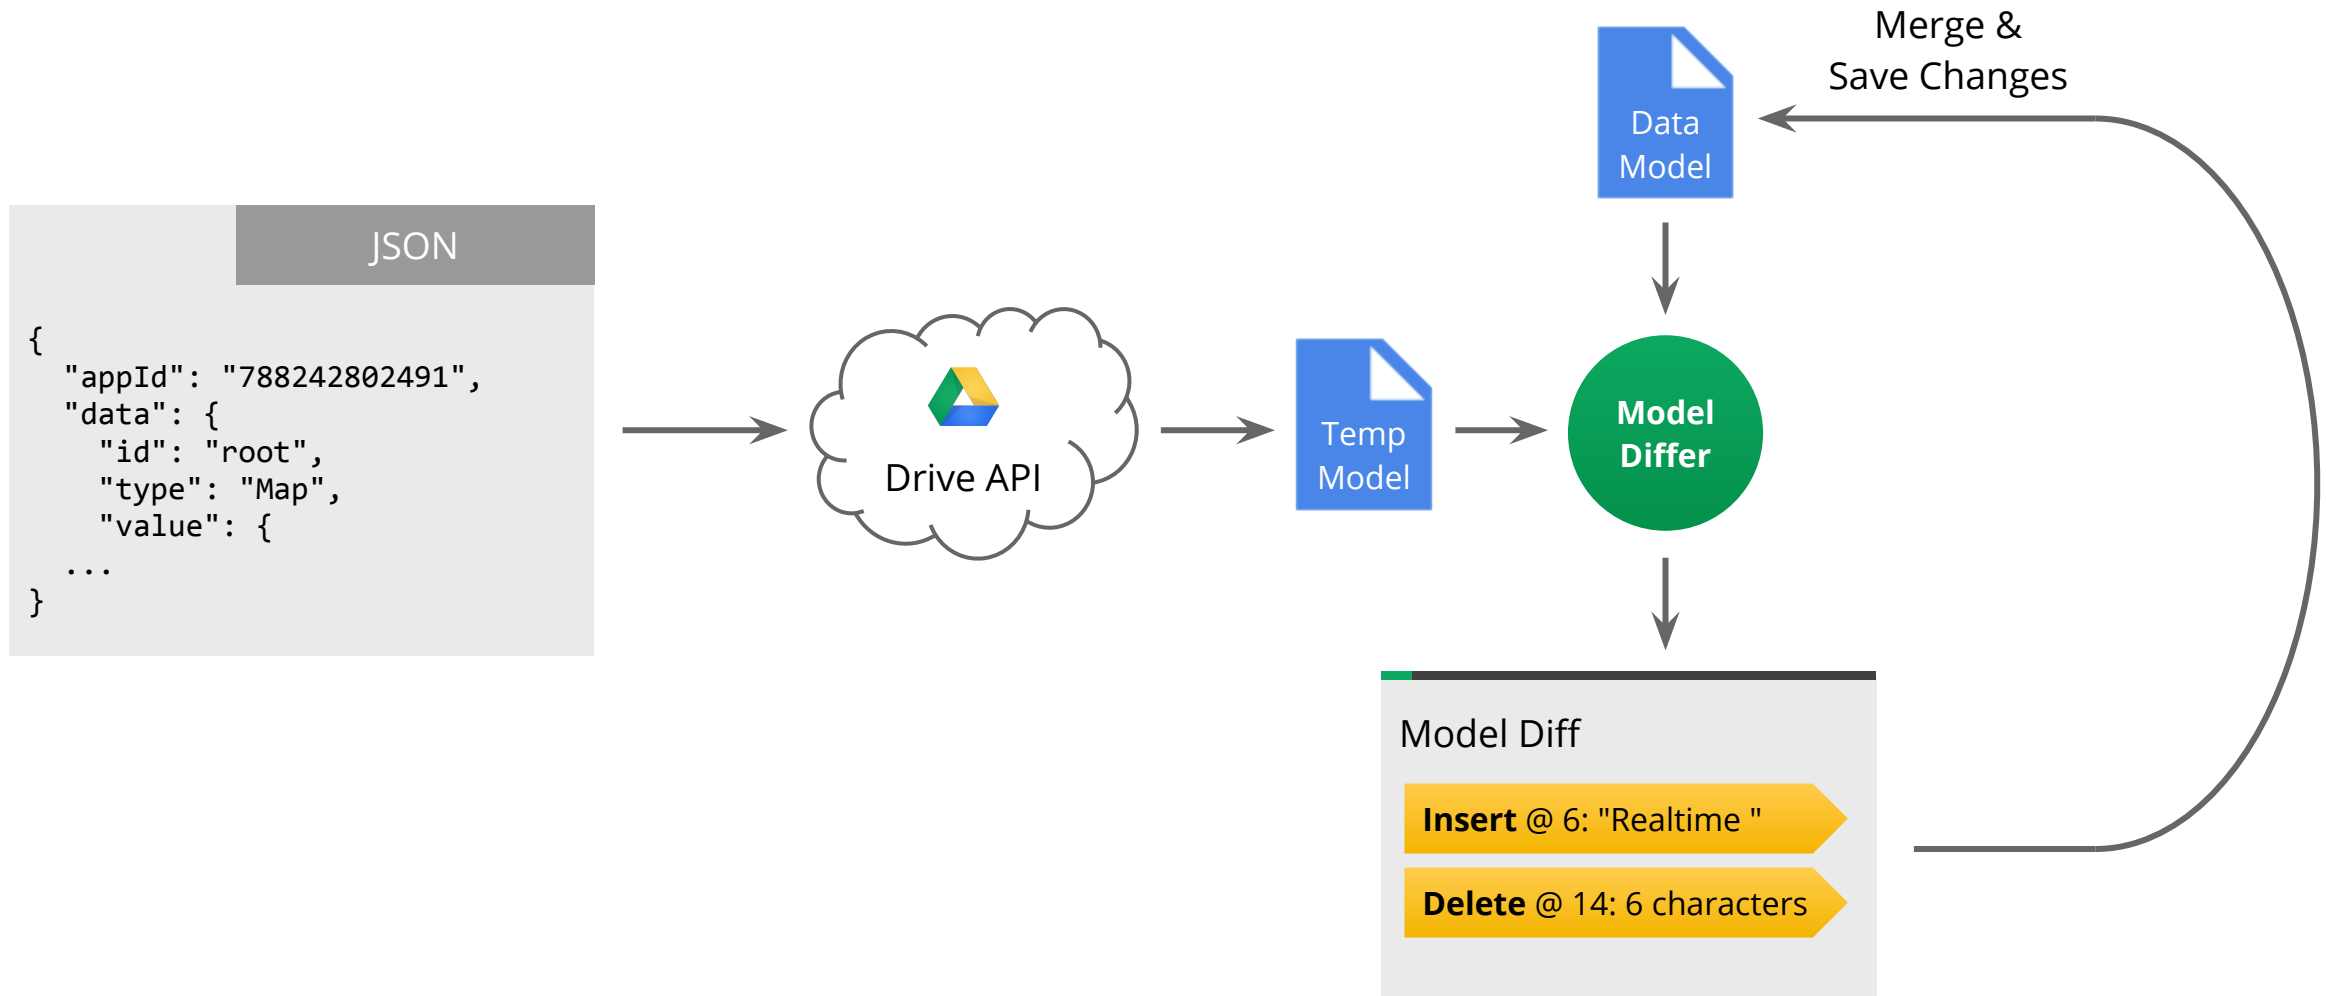 JSON
{
"appId": "788242802491",
"data": {
"id": "root",
"type": "Map",
"value": {
...
}
Drive API
Temp
Model
Data
Model
Merge &
Save Changes
Model
Differ
Model Diff
Insert @ 6: "Realtime "
Delete @ 14: 6 characters